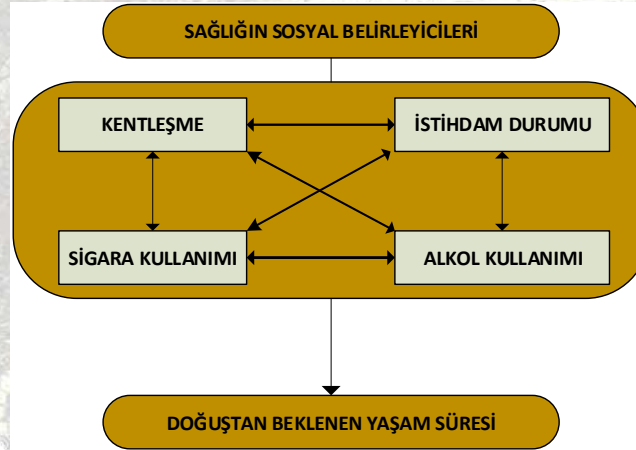 SAĞLIĞIN SOSYAL BELİRLEYİCİLERİ
KENTLEŞME
İSTİHDAM DURUMU
SİGARA KULLANIMI
ALKOL KULLANIMI
DOĞUŞTAN BEKLENEN YAŞAM SÜRESİ